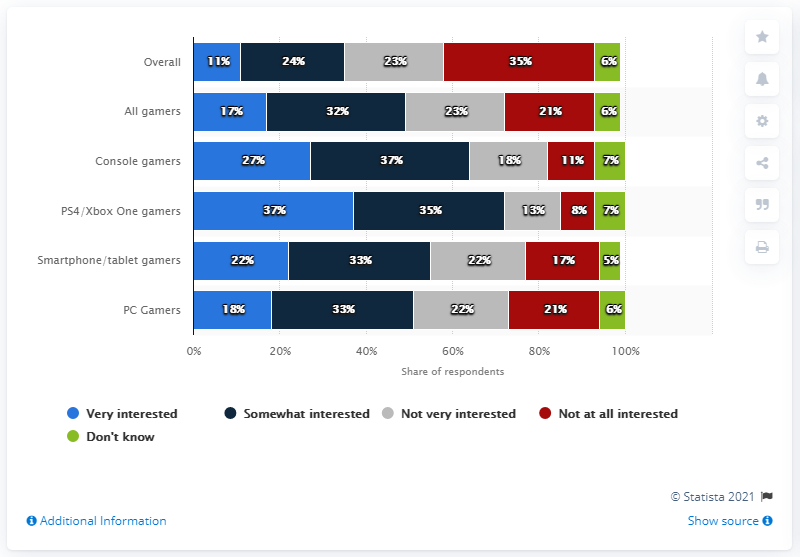 Overall 11% 24% 23% 35% 6%
All gamers 17% 32% 23% 21% 6%
Console gamers 27% 37% 18% 11% 7%
PS4/Xbox One gamers 37% 35% 13% 8% 7%
Smartphone/tablet gamers 22% 33% 22% 17% 5%
PC Gamers 18% 33% 22% 21% 6%
0% 20% 40% 60% 80% 100%
Share of respondents
Very interested Somewhat interested Not very interested Not at all interested
Don't know
© Statista 2021
Additional Information Show source